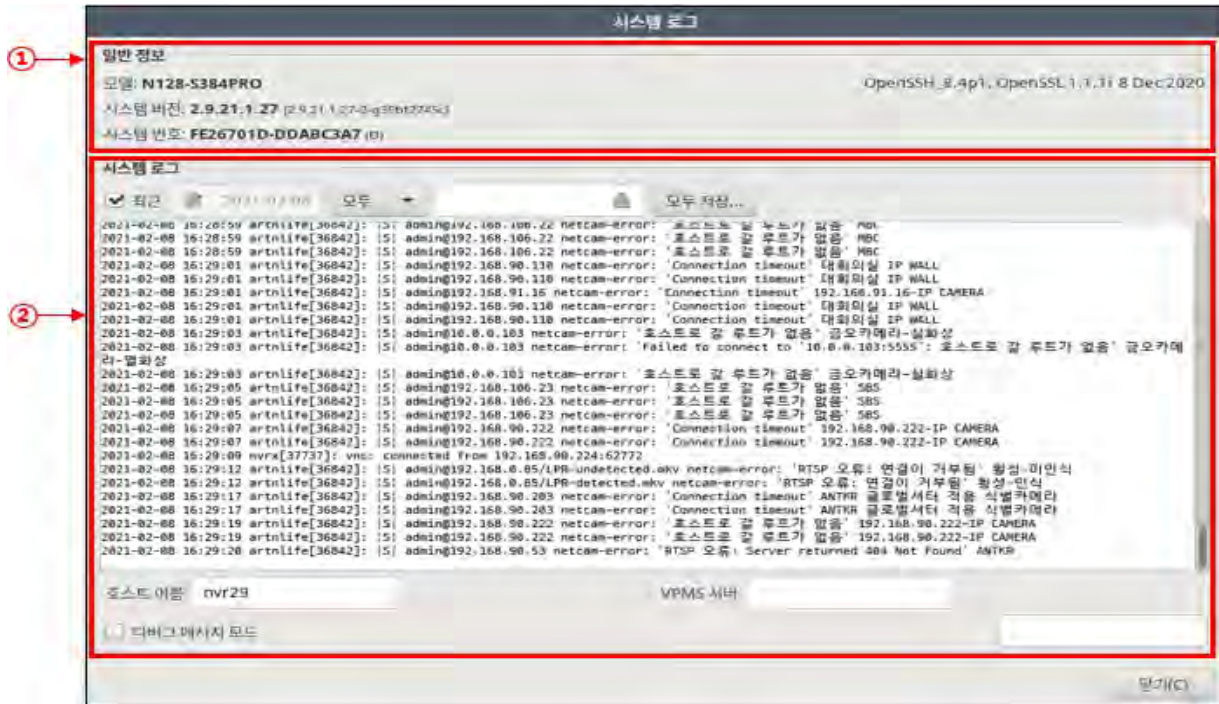 시스템 로그
①
일반 정보
모델: N128-S384PRO
OpenSSH_8.4p1, OpenSSL 1.1.1i 8 Dec 2020
시스템 버전: 2.9.21.1.27
시스템 번호: FE26701D-DDABC3A7
②
시스템 로그
최근 2021-02-08 모두 모두 저장...
2021-02-08 16:28:59 artnlife[36842]: |S| admin@192.168.106.22 netcam-error: '호스트로 갈 루트가 없음' MBC
2021-02-08 16:28:59 artnlife[36842]: |S| admin@192.168.106.22 netcam-error: '호스트로 갈 루트가 없음' MBC
2021-02-08 16:28:59 artnlife[36842]: |S| admin@192.168.106.22 netcam-error: '호스트로 갈 루트가 없음' MBC
2021-02-08 16:29:01 artnlife[36842]: |S| admin@192.168.90.110 netcam-error: 'Connection timeout' 대회의실 IP WALL
2021-02-08 16:29:01 artnlife[36842]: |S| admin@192.168.90.110 netcam-error: 'Connection timeout' 대회의실 IP WALL
2021-02-08 16:29:01 artnlife[36842]: |S| admin@192.168.91.16 netcam-error: 'Connection timeout' 192.168.91.16-IP CAMERA
2021-02-08 16:29:01 artnlife[36842]: |S| admin@192.168.90.110 netcam-error: 'Connection timeout' 대회의실 IP WALL
2021-02-08 16:29:01 artnlife[36842]: |S| admin@192.168.90.110 netcam-error: 'Connection timeout' 대회의실 IP WALL
2021-02-08 16:29:03 artnlife[36842]: |S| admin@10.0.0.103 netcam-error: '호스트로 갈 루트가 없음' 금오카메라-실화상
2021-02-08 16:29:03 artnlife[36842]: |S| admin@10.0.0.103 netcam-error: 'Failed to connect to '10.0.0.103:5555': 호스트로 갈 루트가 없음' 금오카메
라-열화상
2021-02-08 16:29:03 artnlife[36842]: |S| admin@10.0.0.103 netcam-error: '호스트로 갈 루트가 없음' 금오카메라-실화상
2021-02-08 16:29:05 artnlife[36842]: |S| admin@192.168.106.23 netcam-error: '호스트로 갈 루트가 없음' SBS
2021-02-08 16:29:05 artnlife[36842]: |S| admin@192.168.106.23 netcam-error: '호스트로 갈 루트가 없음' SBS
2021-02-08 16:29:05 artnlife[36842]: |S| admin@192.168.106.23 netcam-error: '호스트로 갈 루트가 없음' SBS
2021-02-08 16:29:07 artnlife[36842]: |S| admin@192.168.90.222 netcam-error: 'Connection timeout' 192.168.90.222-IP CAMERA
2021-02-08 16:29:07 artnlife[36842]: |S| admin@192.168.90.222 netcam-error: 'Connection timeout' 192.168.90.222-IP CAMERA
2021-02-08 16:29:09 nvrx[37737]: vnc: connected from 192.168.90.224:62772
2021-02-08 16:29:12 artnlife[36842]: |S| admin@192.168.0.85/LPR-undetected.mkv netcam-error: 'RTSP 오류: 연결이 거부됨' 횡성-미인식
2021-02-08 16:29:12 artnlife[36842]: |S| admin@192.168.0.85/LPR-detected.mkv netcam-error: 'RTSP 오류: 연결이 거부됨' 횡성-인식
2021-02-08 16:29:17 artnlife[36842]: |S| admin@192.168.90.203 netcam-error: 'Connection timeout' ANTKR 글로벌셔터 적용 식별카메라
2021-02-08 16:29:17 artnlife[36842]: |S| admin@192.168.90.203 netcam-error: 'Connection timeout' ANTKR 글로벌셔터 적용 식별카메라
2021-02-08 16:29:19 artnlife[36842]: |S| admin@192.168.90.222 netcam-error: '호스트로 갈 루트가 없음' 192.168.90.222-IP CAMERA
2021-02-08 16:29:19 artnlife[36842]: |S| admin@192.168.90.222 netcam-error: '호스트로 갈 루트가 없음' 192.168.90.222-IP CAMERA
2021-02-08 16:29:20 artnlife[36842]: |S| admin@192.168.90.53 netcam-error: 'RTSP 오류: Server returned 404 Not Found' ANTKR
호스트 이름 nvr29 VPMS 서버
디버그 메시지 모드
닫기(C)